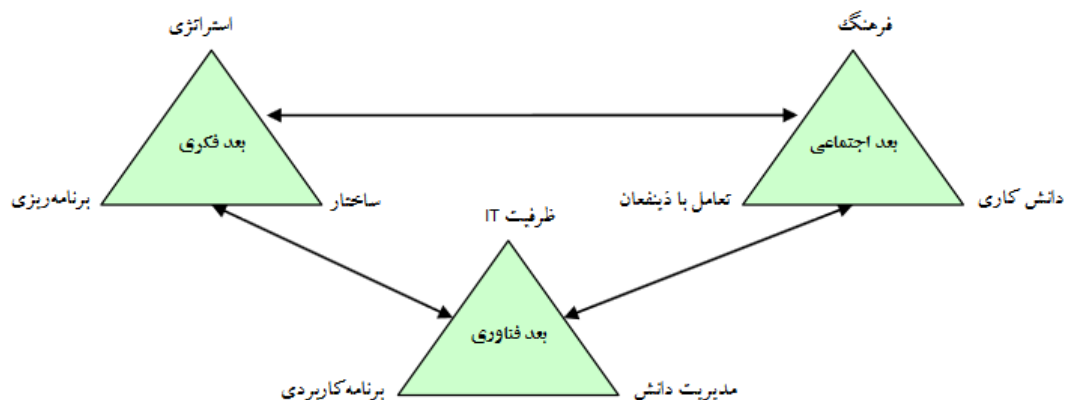 فرهنگ
استراتژی
بعد اجتماعی
بعد فکری
دانش کاری
تعامل با ذینفعان
ساختار
برنامه‌ریزی
ظرفیت IT
بعد فناوری
مدیریت دانش
برنامه کاربردی